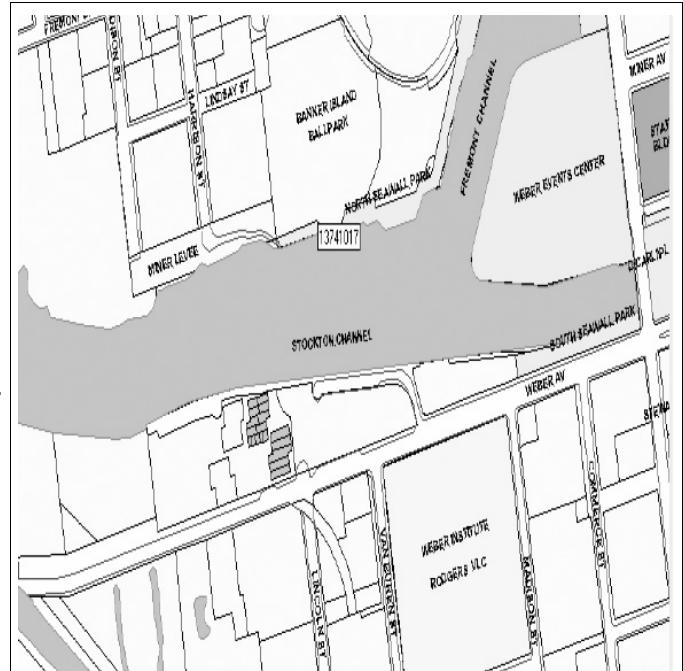 FREMONT
MADISON ST
HARRISON ST
LINDSAY ST
BANNER ISLAND
BALLPARK
FREMONT CHANNEL
MINER AV
WEBER EVENTS CENTER
NORTH SEAWALL PARK
13741017
MINER LEVEE
STOCKTON CHANNEL
SOUTH SEAWALL PARK
WEBER AV
COMMERCE ST
WEBER INSTITUTE
VAN BUREN ST
LINCOLN ST
MADISON ST